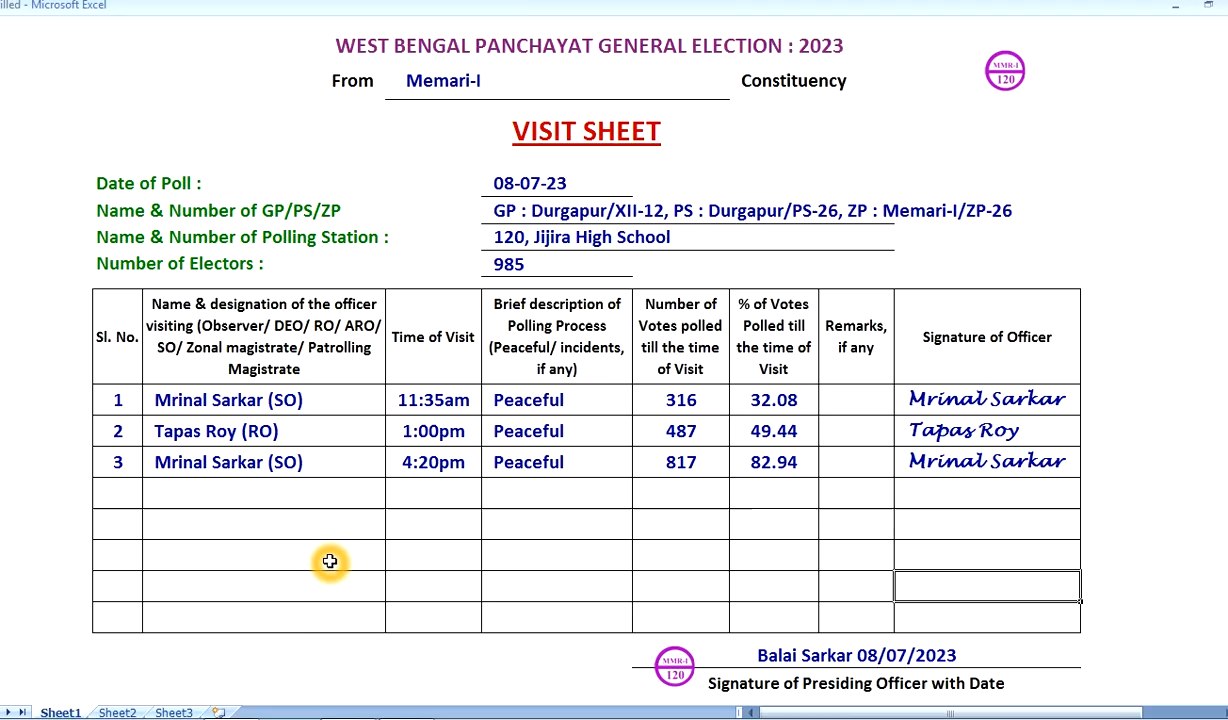 illed - Microsoft Excel
WEST BENGAL PANCHAYAT GENERAL ELECTION : 2023
From Memari-I Constituency
MMR-I
120
VISIT SHEET
Date of Poll : 08-07-23
Name & Number of GP/PS/ZP GP : Durgapur/XII-12, PS : Durgapur/PS-26, ZP : Memari-I/ZP-26
Name & Number of Polling Station : 120, Jijira High School
Number of Electors : 985
Sl. No.
Name & designation of the officer
visiting (Observer/ DEO/ RO/ ARO/
SO/ Zonal magistrate/ Patrolling
Magistrate
Time of Visit
Brief description of
Polling Process
(Peaceful/ incidents,
if any)
Number of
Votes polled
till the time
of Visit
% of Votes
Polled till
the time of
Visit
Remarks,
if any
Signature of Officer
1 Mrinal Sarkar (SO) 11:35am Peaceful 316 32.08 Mrinal Sarkar
2 Tapas Roy (RO) 1:00pm Peaceful 487 49.44 Tapas Roy
3 Mrinal Sarkar (SO) 4:20pm Peaceful 817 82.94 Mrinal Sarkar
MMR-I
120
Balai Sarkar 08/07/2023
Signature of Presiding Officer with Date
Sheet1 Sheet2 Sheet3